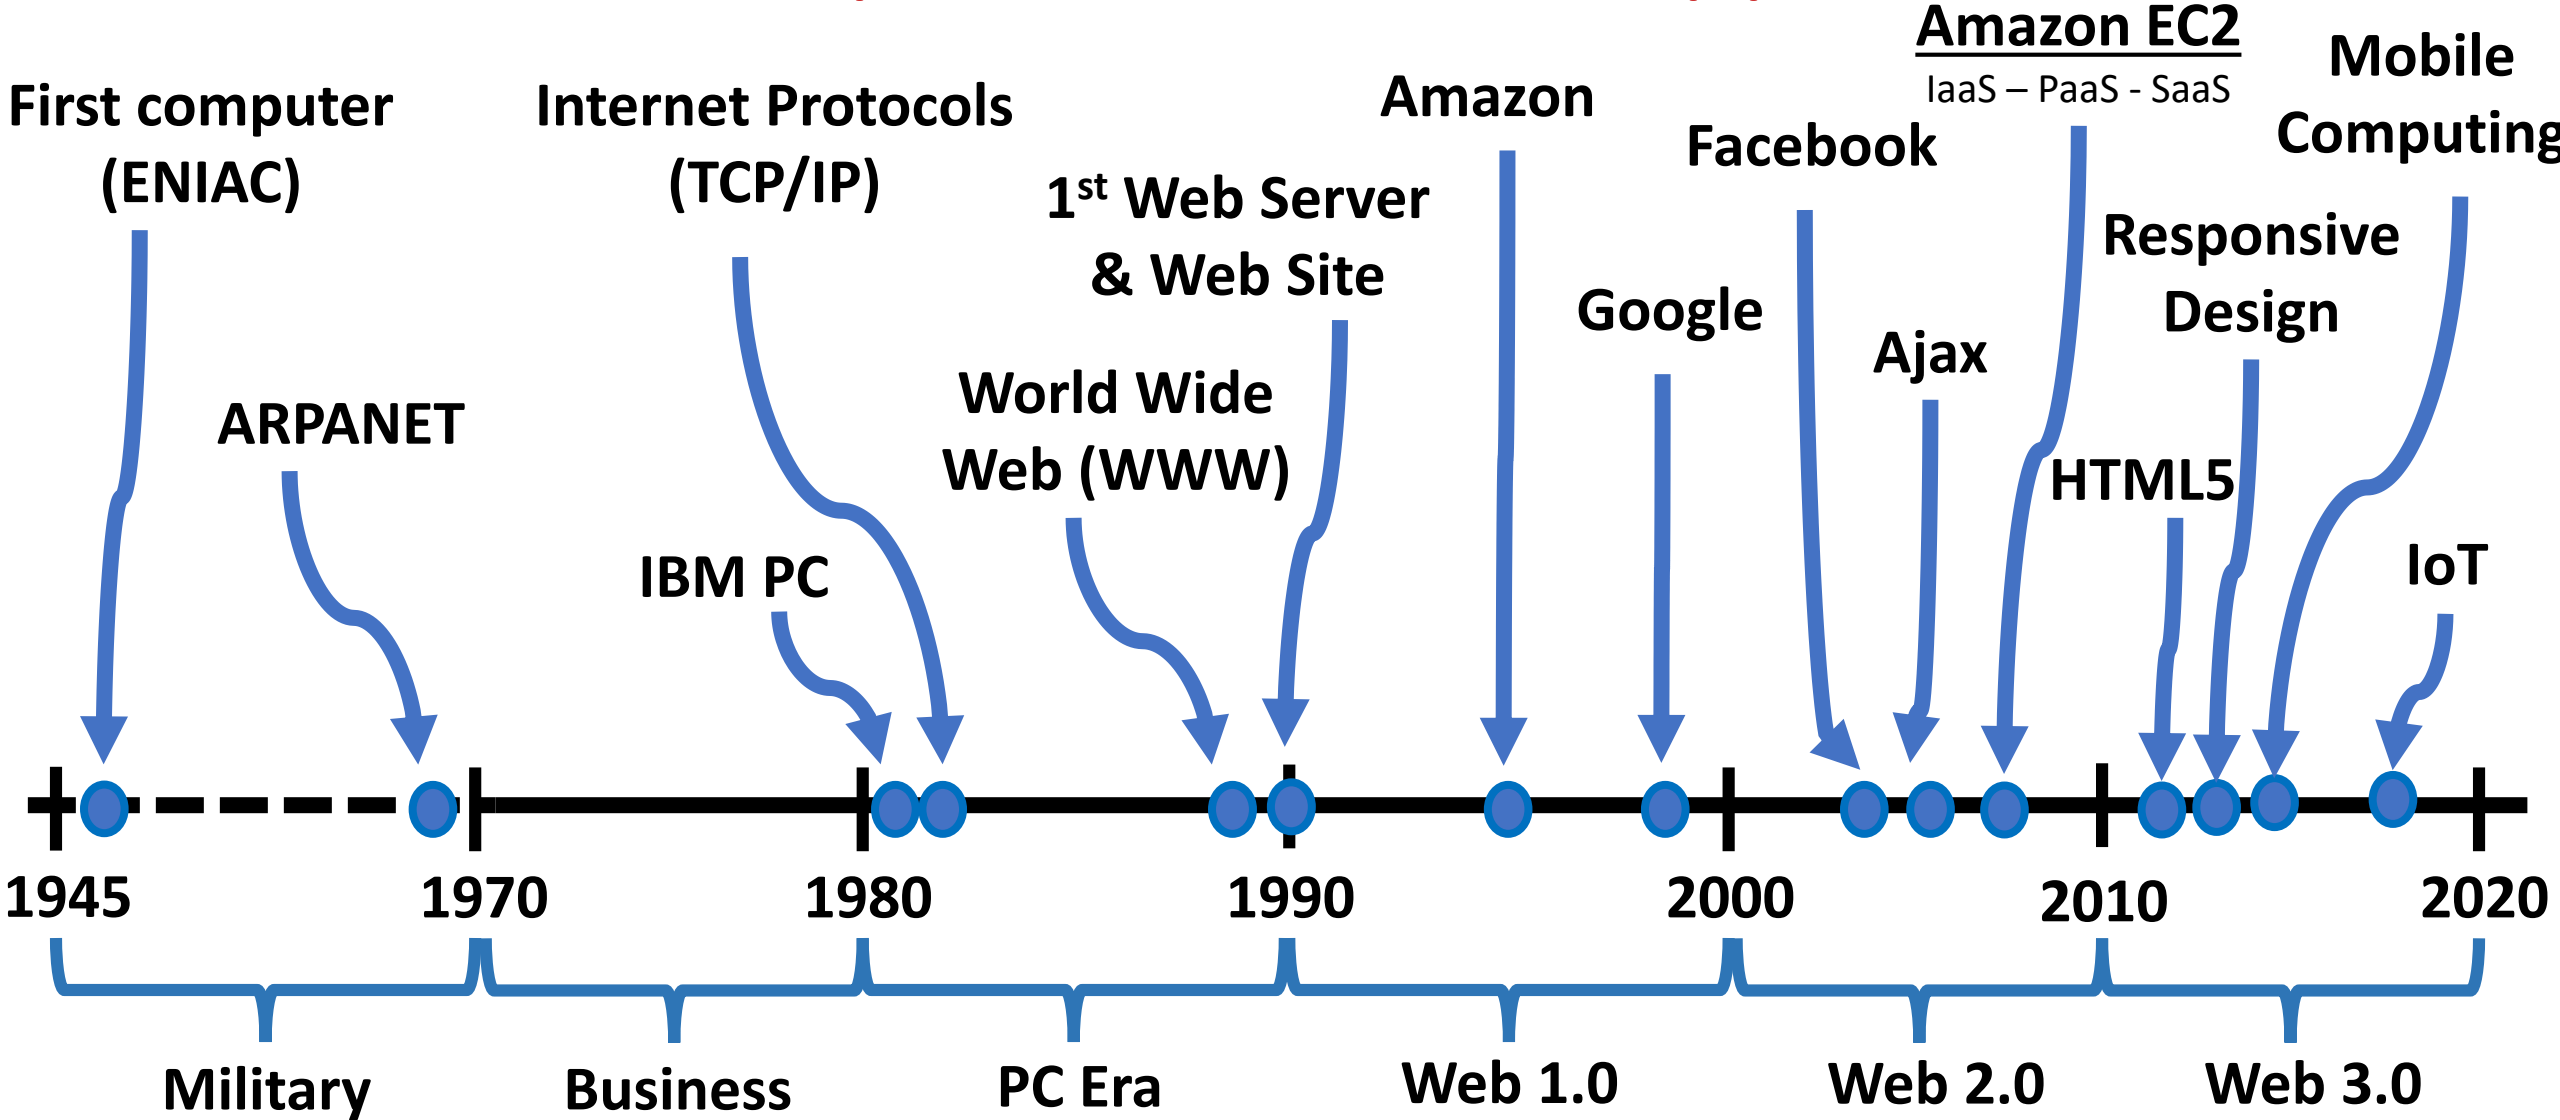 First computer
(ENIAC)
ARPANET
Internet Protocols
(TCP/IP)
IBM PC
World Wide
Web (WWW)
1st Web Server
& Web Site
Amazon
Google
Facebook
Ajax
Amazon EC2
IaaS – PaaS - SaaS
HTML5
Responsive
Design
Mobile
Computing
IoT
1945
1970
1980
1990
2000
2010
2020
Military
Business
PC Era
Web 1.0
Web 2.0
Web 3.0